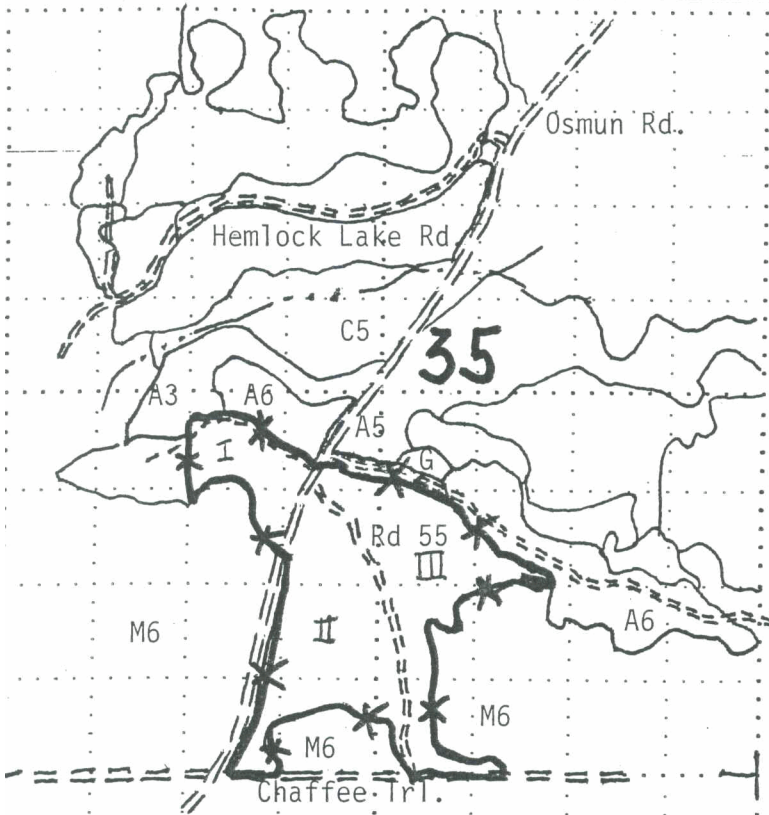 Osmun Rd.
Hemlock Lake Rd.
C5
35
A3
A6
A5
I
G
Rd 55
III
M6
II
A6
M6
M6
Chaffee Trl.